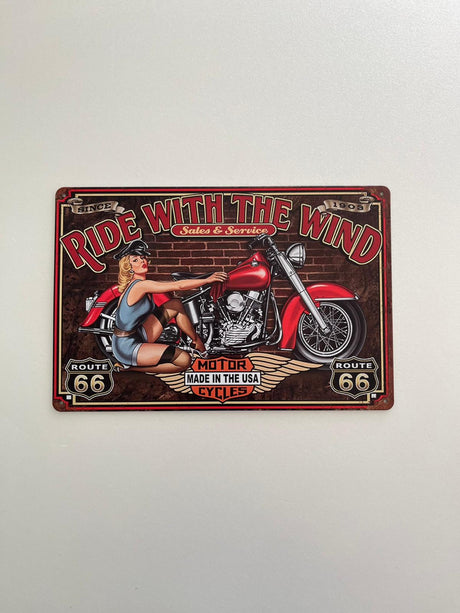 SINCE 1903
RIDE WITH THE WIND
Sales & Service
MOTOR
MADE IN THE USA
CYCLES
ROUTE
66
ROUTE
66